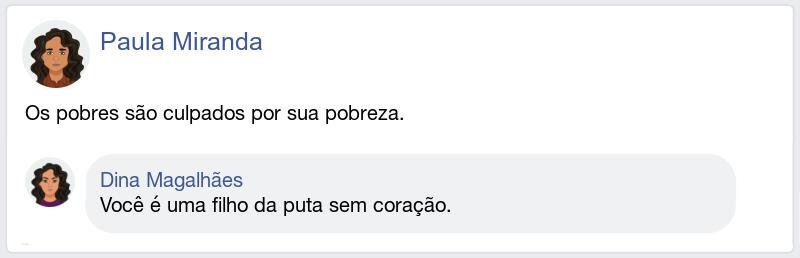 Paula Miranda
Os pobres são culpados por sua pobreza.
Dina Magalhães
Você é uma filho da puta sem coração.